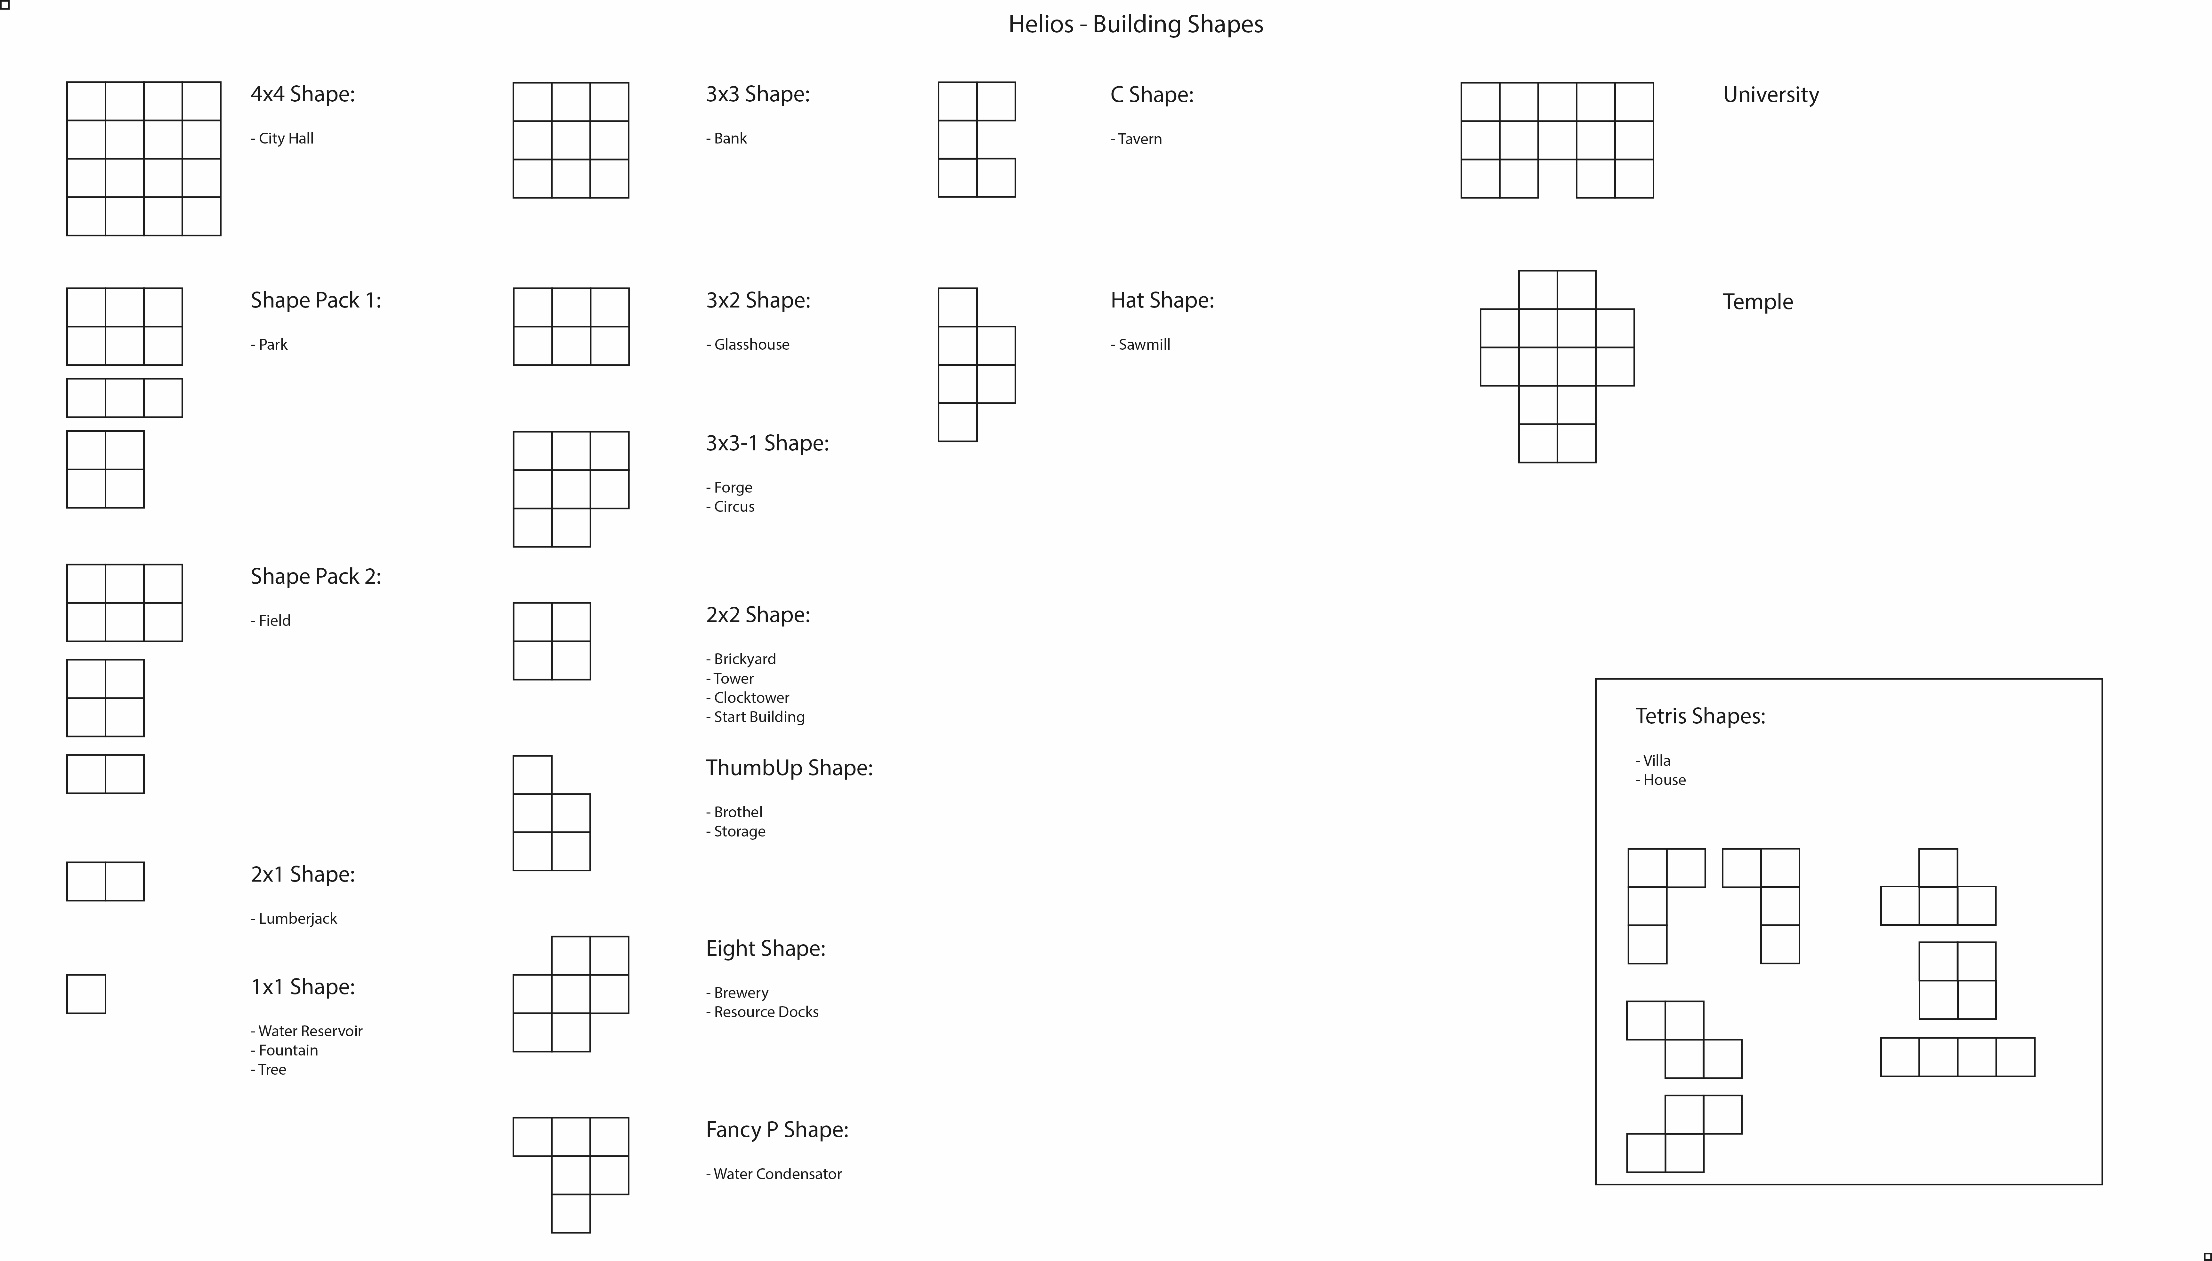 Helios - Building Shapes
4x4 Shape:
- City Hall
Shape Pack 1:
- Park
Shape Pack 2:
- Field
2x1 Shape:
- Lumberjack
1x1 Shape:
- Water Reservoir
- Fountain
- Tree
3x3 Shape:
- Bank
3x2 Shape:
- Glasshouse
3x3-1 Shape:
- Forge
- Circus
2x2 Shape:
- Brickyard
- Tower
- Clocktower
- Start Building
ThumbUp Shape:
- Brothel
- Storage
Eight Shape:
- Brewery
- Resource Docks
Fancy P Shape:
- Water Condensator
C Shape:
- Tavern
Hat Shape:
- Sawmill
University
Temple
Tetris Shapes:
- Villa
- House